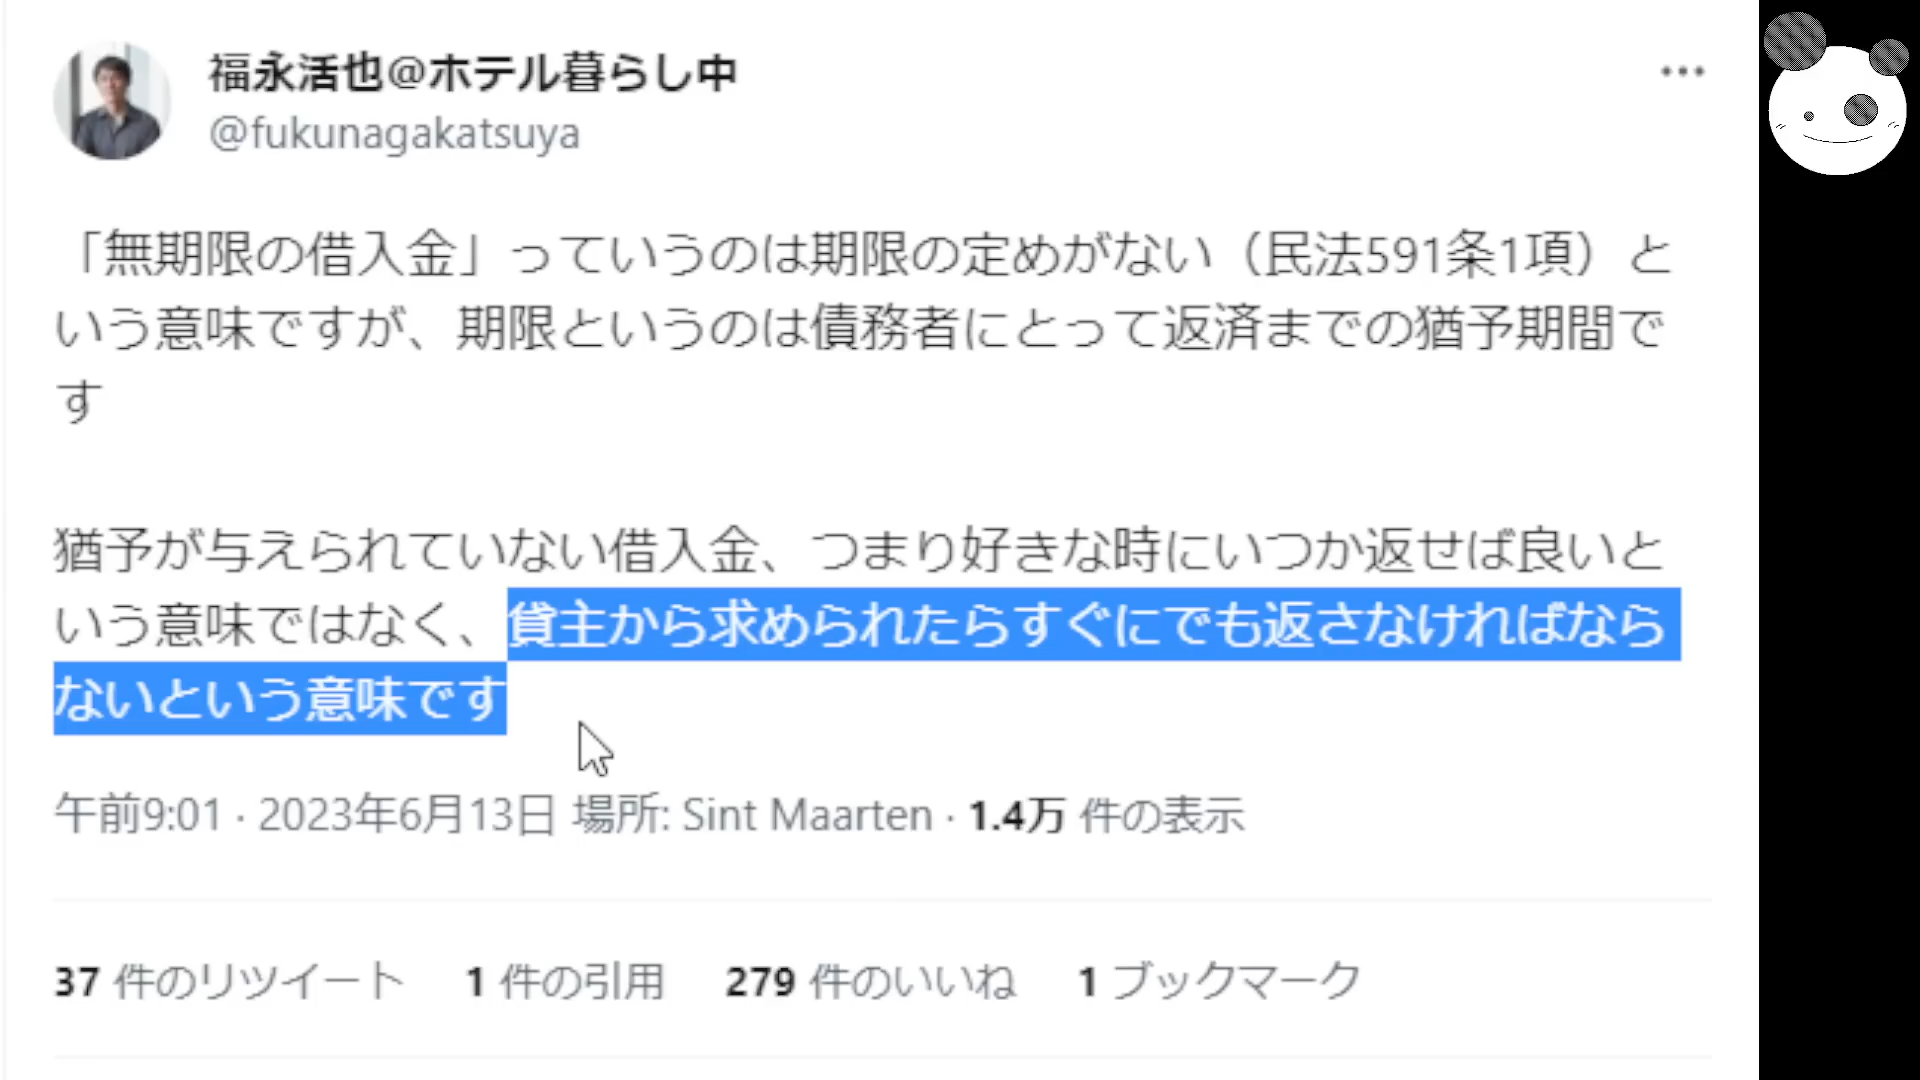 福永活也@ホテル暮らし中
@fukunagakatsuya
「無期限の借入金」っていうのは期限の定めがない（民法591条1項）と
いう意味ですが、期限というのは債務者にとって返済までの猶予期間で
す
猶予が与えられていない借入金、つまり好きな時にいつか返せば良いと
いう意味ではなく、貸主から求められたらすぐにでも返さなければなら
ないという意味です
午前9:01 · 2023年6月13日 場所: Sint Maarten · 1.4万 件の表示
37 件のリツイート 1 件の引用 279 件のいいね 1 ブックマーク